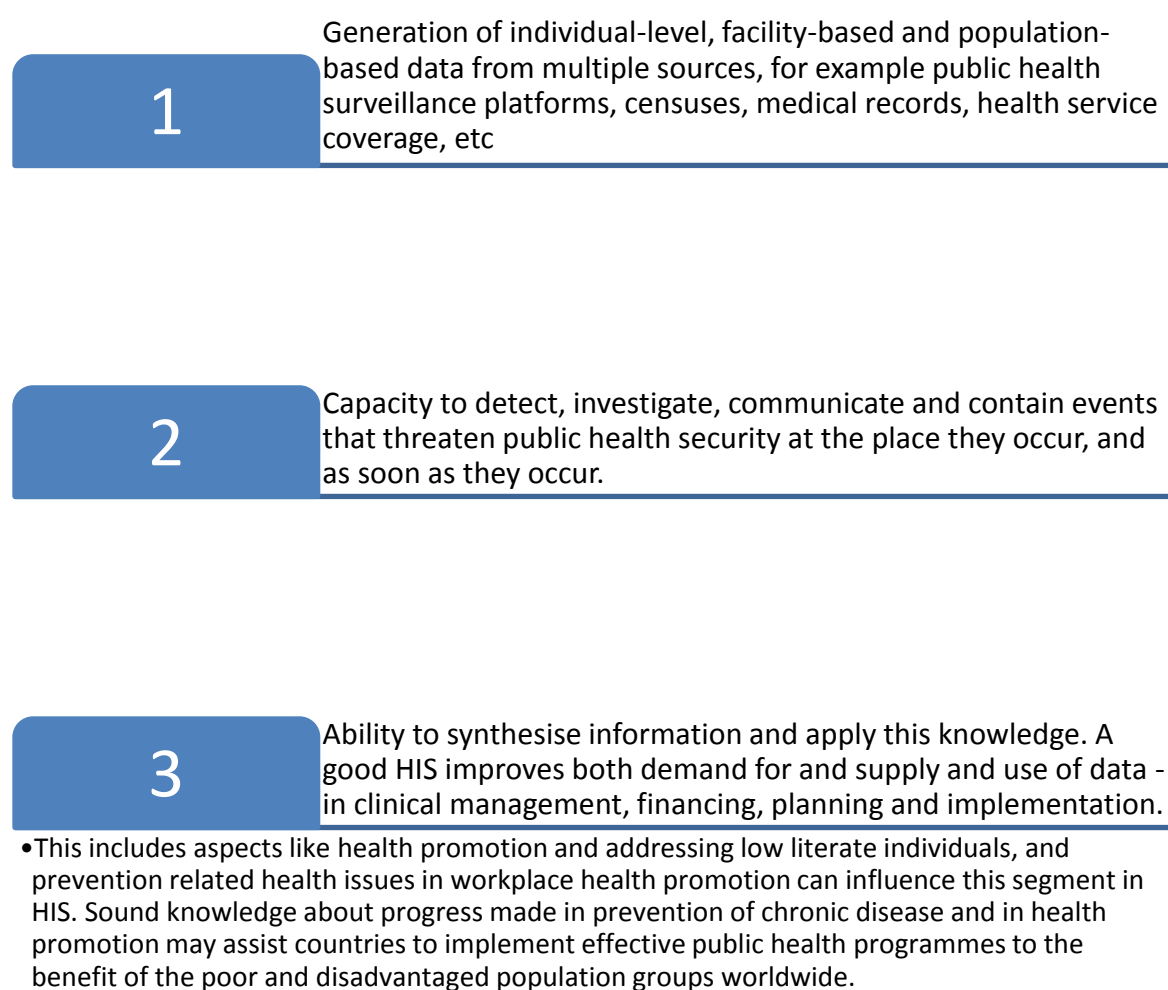 1
Generation of individual-level, facility-based and population-
based data from multiple sources, for example public health
surveillance platforms, censuses, medical records, health service
coverage, etc
2
Capacity to detect, investigate, communicate and contain events
that threaten public health security at the place they occur, and
as soon as they occur.
3
Ability to synthesise information and apply this knowledge. A
good HIS improves both demand for and supply and use of data -
in clinical management, financing, planning and implementation.
•This includes aspects like health promotion and addressing low literate individuals, and
prevention related health issues in workplace health promotion can influence this segment in
HIS. Sound knowledge about progress made in prevention of chronic disease and in health
promotion may assist countries to implement effective public health programmes to the
benefit of the poor and disadvantaged population groups worldwide.